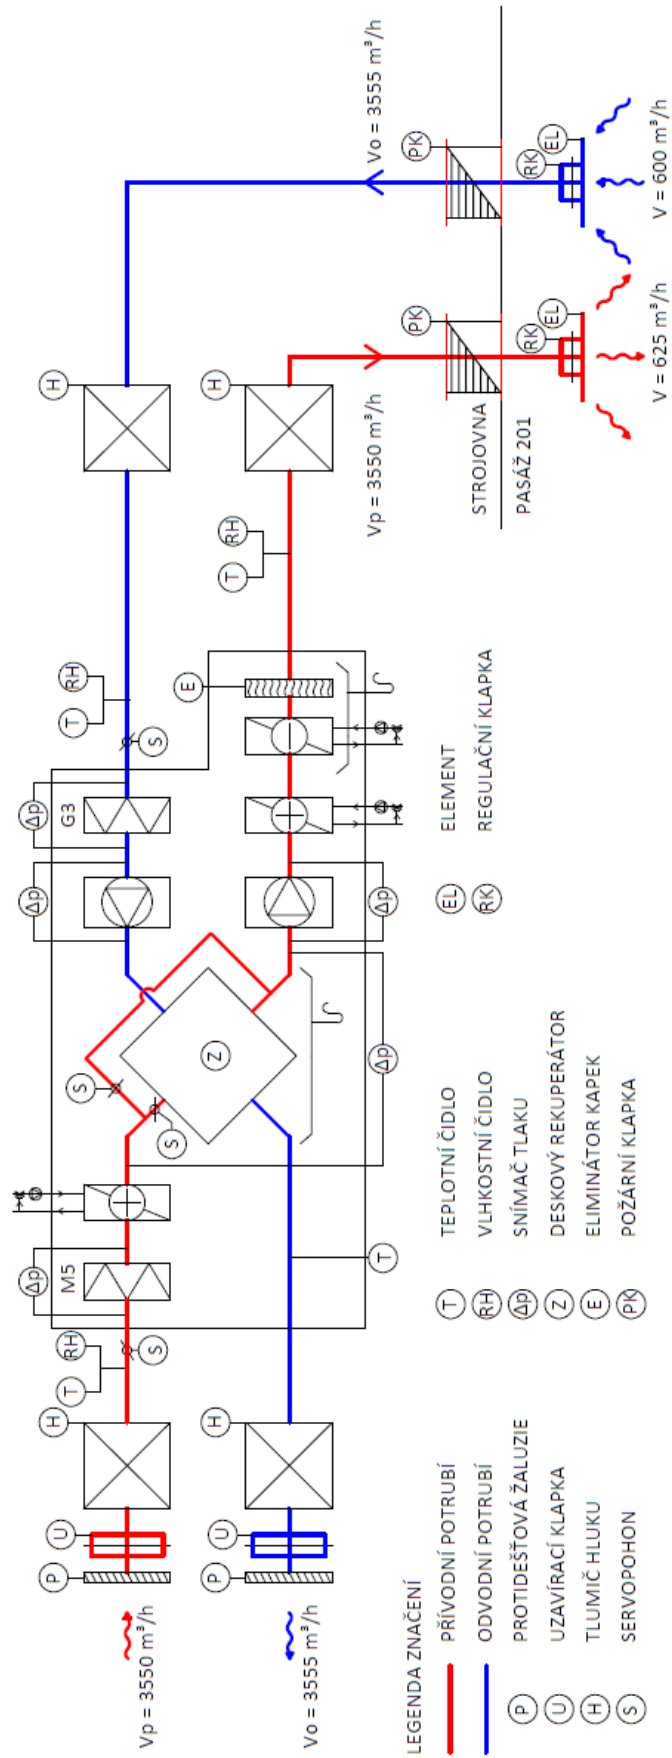 Δp Δp Δp
P U H H
T RH M5 G3 T RH
S
Vp = 3550 m³/h S S S
E
P U H Z H
T RH
Vo = 3555 m³/h
T Δp Δp Vp = 3550 m³/h Vo = 3555 m³/h
PK PK
STROJOVNA
PASÁŽ 201
RK RK
EL EL
V = 625 m³/h V = 600 m³/h
LEGENDA ZNAČENÍ
PŘÍVODNÍ POTRUBÍ
ODVODNÍ POTRUBÍ
P PROTIDEŠŤOVÁ ŽALUZIE
U UZAVÍRACÍ KLAPKA
H TLUMIČ HLUKU
S SERVOPOHON
T TEPLOTNÍ ČIDLO
RH VLHKOSTNÍ ČIDLO
Δp SNÍMAČ TLAKU
Z DESKOVÝ REKUPERÁTOR
E ELIMINÁTOR KAPEK
PK POŽÁRNÍ KLAPKA
EL ELEMENT
RK REGULAČNÍ KLAPKA